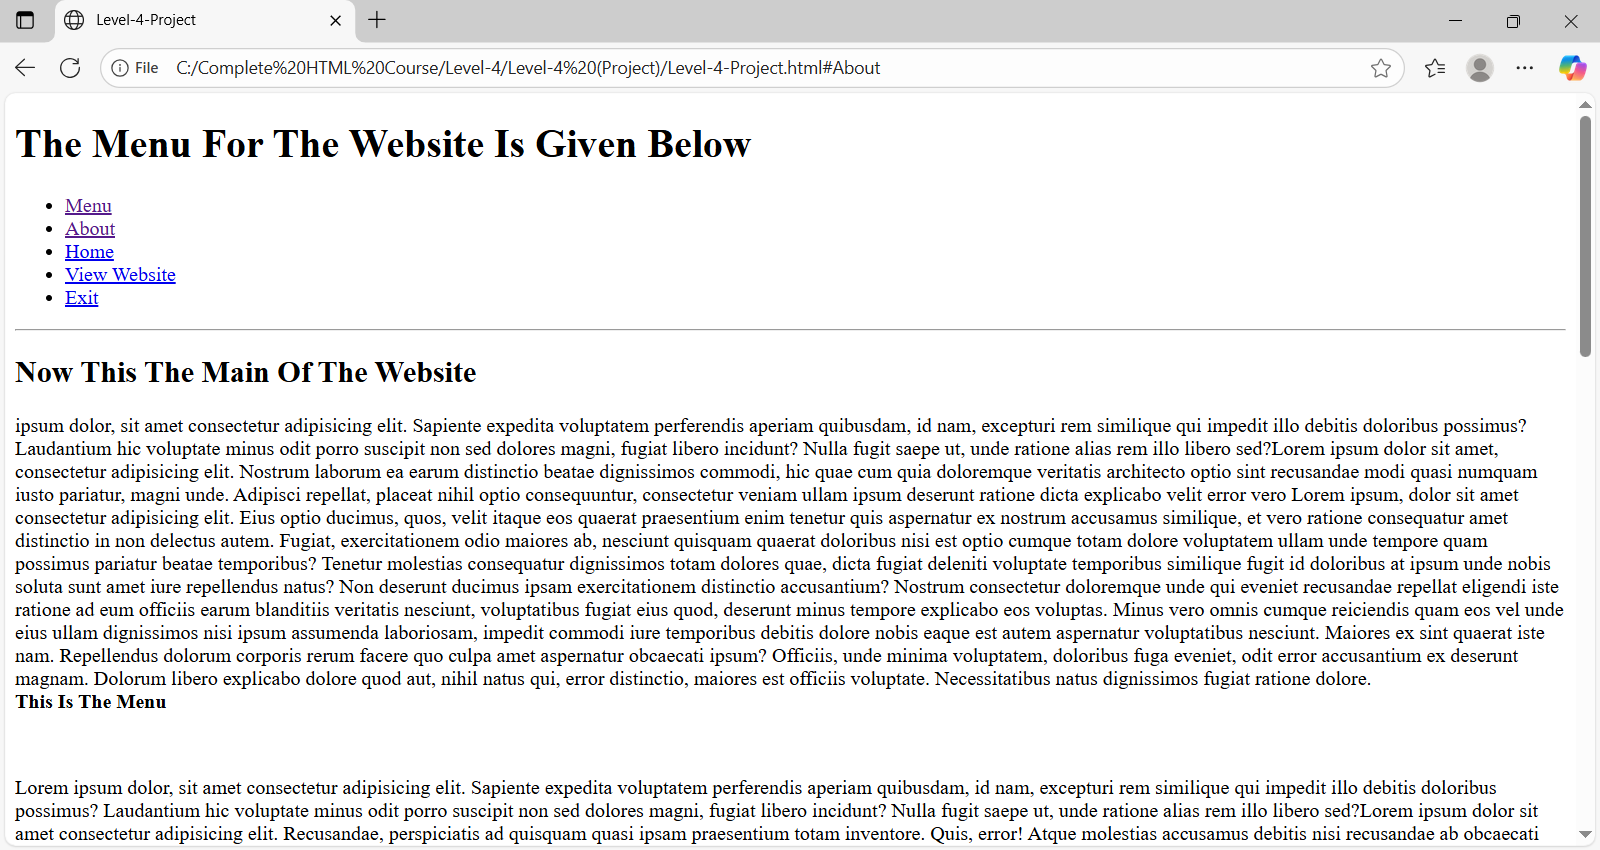 Level-4-Project
File C:/Complete%20HTML%20Course/Level-4/Level-4%20(Project)/Level-4-Project.html#About
The Menu For The Website Is Given Below
Menu
About
Home
View Website
Exit
Now This The Main Of The Website
ipsum dolor, sit amet consectetur adipisicing elit. Sapiente expedita voluptatem perferendis aperiam quibusdam, id nam, excepturi rem similique qui impedit illo debitis doloribus possimus?
Laudantium hic voluptate minus odit porro suscipit non sed dolores magni, fugiat libero incidunt? Nulla fugit saepe ut, unde ratione alias rem illo libero sed?Lorem ipsum dolor sit amet,
consectetur adipisicing elit. Nostrum laborum ea earum distinctio beatae dignissimos commodi, hic quae cum quia doloremque veritatis architecto optio sint recusandae modi quasi numquam
iusto pariatur, magni unde. Adipisci repellat, placeat nihil optio consequuntur, consectetur veniam ullam ipsum deserunt ratione dicta explicabo velit error vero Lorem ipsum, dolor sit amet
consectetur adipisicing elit. Eius optio ducimus, quos, velit itaque eos quaerat praesentium enim tenetur quis aspernatur ex nostrum accusamus similique, et vero ratione consequatur amet
distinctio in non delectus autem. Fugiat, exercitationem odio maiores ab, nesciunt quisquam quaerat doloribus nisi est optio cumque totam dolore voluptatem ullam unde tempore quam
possimus pariatur beatae temporibus? Tenetur molestias consequatur dignissimos totam dolores quae, dicta fugiat deleniti voluptate temporibus similique fugit id doloribus at ipsum unde nobis
soluta sunt amet iure repellendus natus? Non deserunt ducimus ipsam exercitationem distinctio accusantium? Nostrum consectetur doloremque unde qui eveniet recusandae repellat eligendi iste
ratione ad eum officiis earum blanditiis veritatis nesciunt, voluptatibus fugiat eius quod, deserunt minus tempore explicabo eos voluptas. Minus vero omnis cumque reiciendis quam eos vel unde
eius ullam dignissimos nisi ipsum assumenda laboriosam, impedit commodi iure temporibus debitis dolore nobis eaque est autem aspernatur voluptatibus nesciunt. Maiores ex sint quaerat iste
nam. Repellendus dolorum corporis rerum facere quo culpa amet aspernatur obcaecati ipsum? Officiis, unde minima voluptatem, doloribus fuga eveniet, odit error accusantium ex deserunt
magnam. Dolorum libero explicabo dolore quod aut, nihil natus qui, error distinctio, maiores est officiis voluptate. Necessitatibus natus dignissimos fugiat ratione dolore.
This Is The Menu
Lorem ipsum dolor, sit amet consectetur adipisicing elit. Sapiente expedita voluptatem perferendis aperiam quibusdam, id nam, excepturi rem similique qui impedit illo debitis doloribus
possimus? Laudantium hic voluptate minus odit porro suscipit non sed dolores magni, fugiat libero incidunt? Nulla fugit saepe ut, unde ratione alias rem illo libero sed?Lorem ipsum dolor sit
amet consectetur adipisicing elit. Recusandae, perspiciatis ad quisquam quasi ipsam praesentium totam inventore. Quis, error! Atque molestias accusamus debitis nisi recusandae ab obcaecati